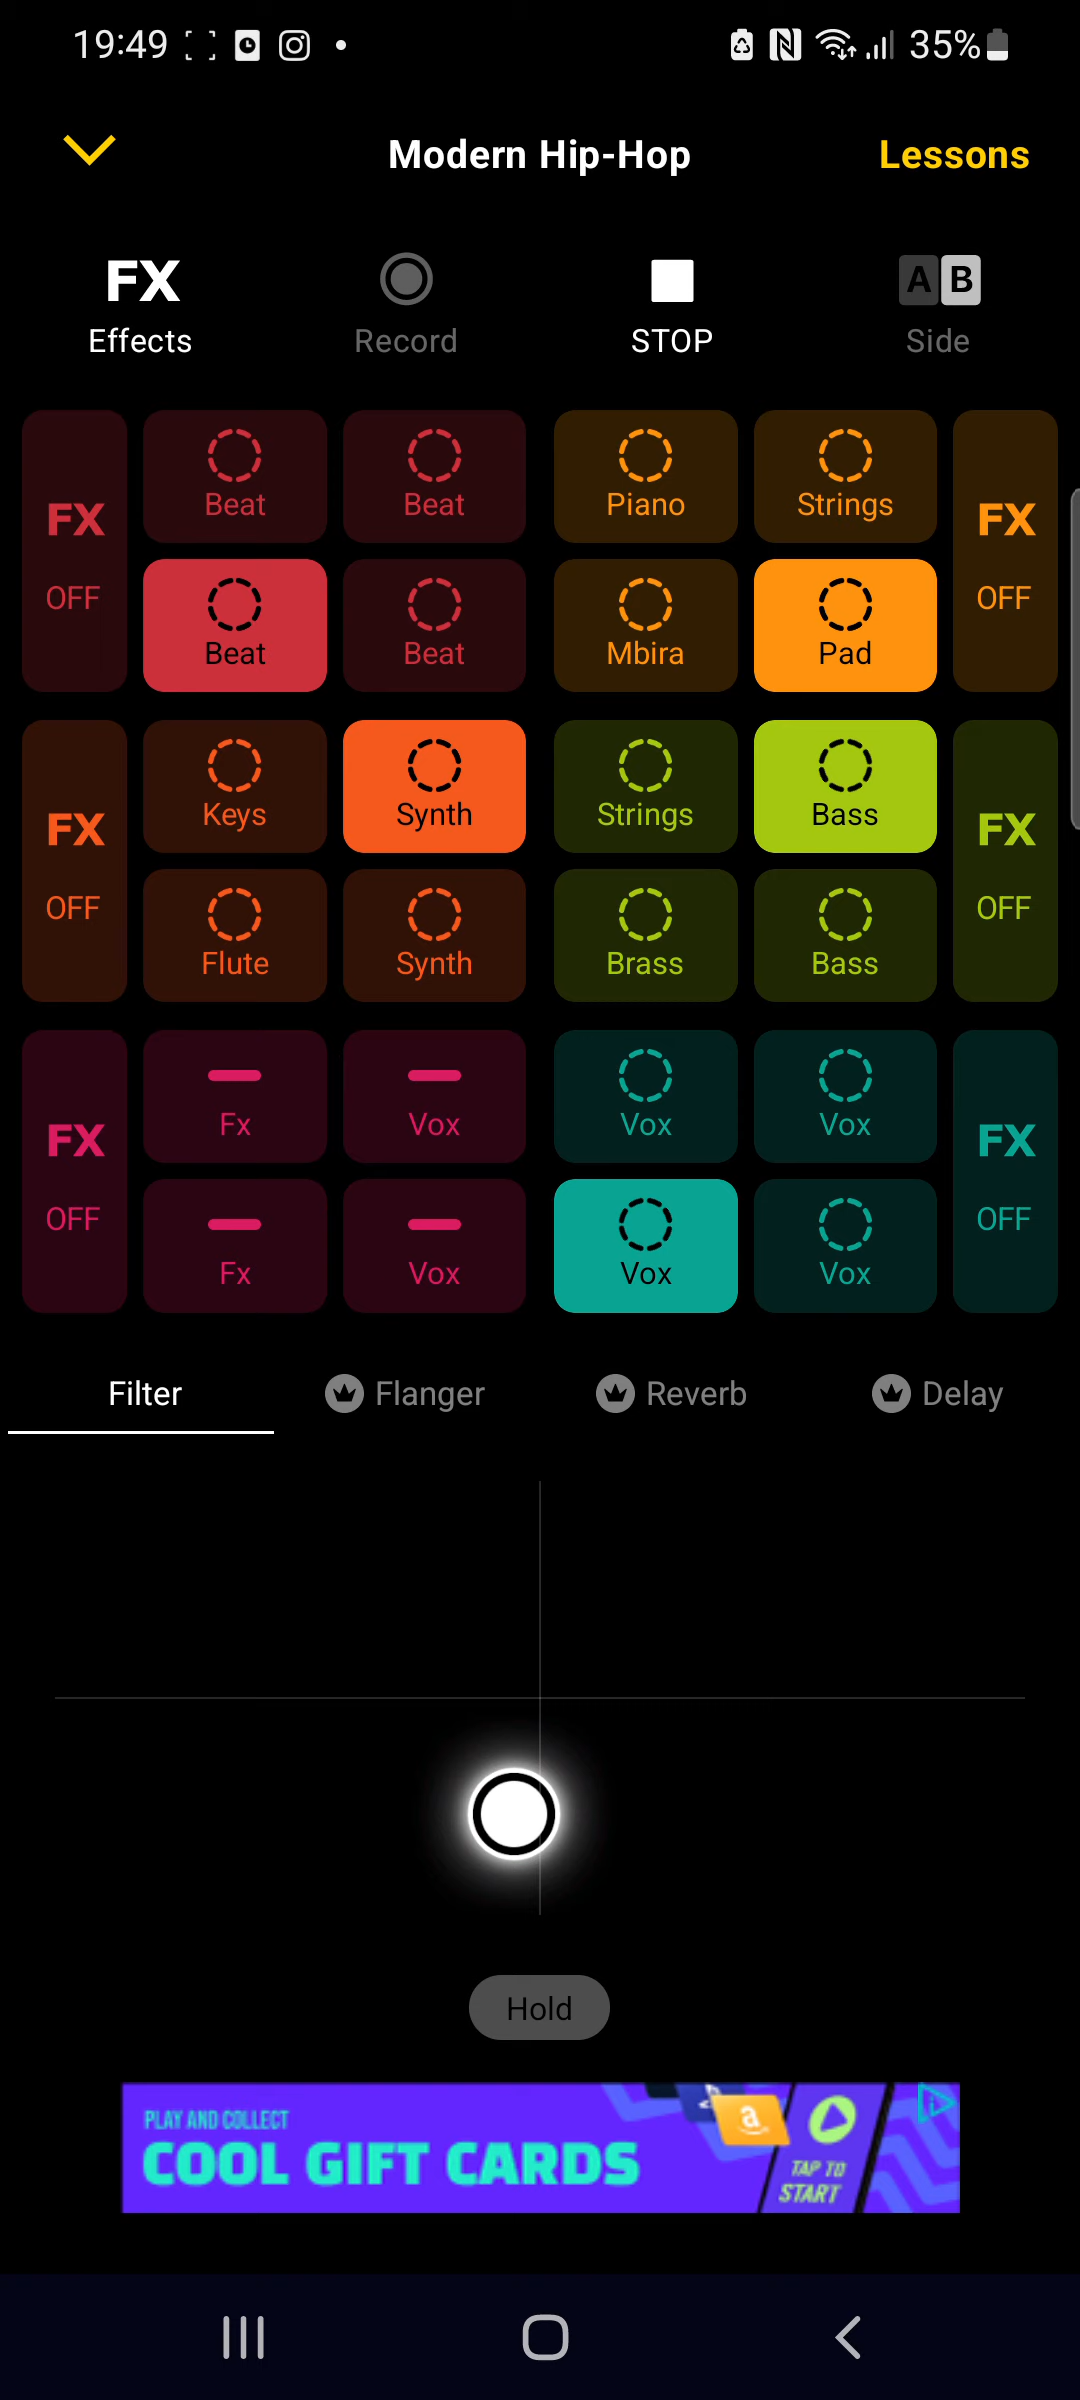 19:49 35%
Modern Hip-Hop Lessons
FX A B
Effects Record STOP Side
Beat Beat Piano Strings
FX FX
OFF OFF
Beat Beat Mbira Pad
Keys Synth Strings Bass
FX FX
OFF OFF
Flute Synth Brass Bass
Fx Vox Vox Vox
FX FX
OFF OFF
Fx Vox Vox Vox
Filter Flanger Reverb Delay
Hold
PLAY AND COLLECT
COOL GIFT CARDS
a
TAP TO
START